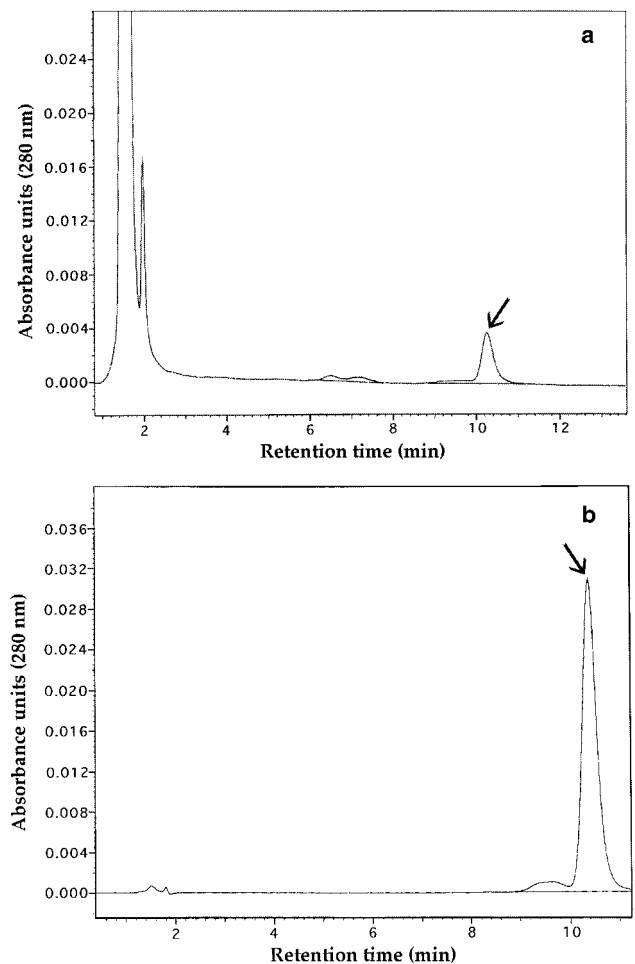 a
Absorbance units (280 nm)
0.024
0.020
0.016
0.012
0.008
0.004
0.000
2 4 6 8 10 12
Retention time (min)
b
Absorbance units (280 nm)
0.036
0.032
0.028
0.024
0.020
0.016
0.012
0.008
0.004
0.000
2 4 6 8 10
Retention time (min)